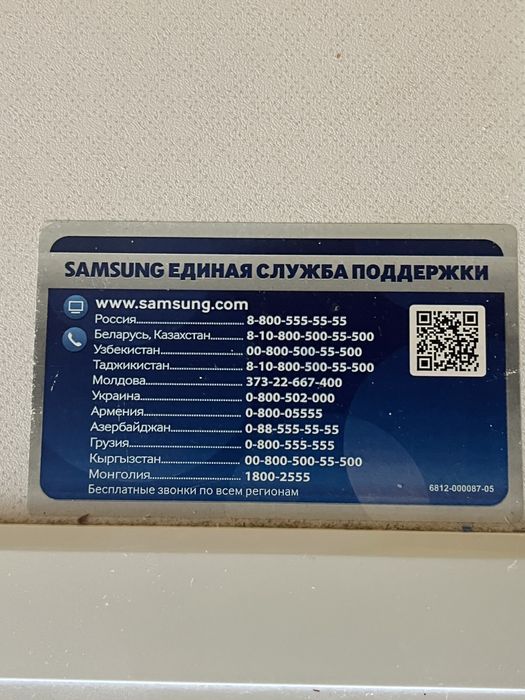 SAMSUNG ЕДИНАЯ СЛУЖБА ПОДДЕРЖКИ
www.samsung.com
Россия 8-800-555-55-55
Беларусь, Казахстан 8-10-800-500-55-500
Узбекистан 00-800-500-55-500
Таджикистан 8-10-800-500-55-500
Молдова 373-22-667-400
Украина 0-800-502-000
Армения 0-800-05555
Азербайджан 0-88-555-55-55
Грузия 0-800-555-555
Кыргызстан 00-800-500-55-500
Монголия 1800-2555
Бесплатные звонки по всем регионам
6812-000087-05